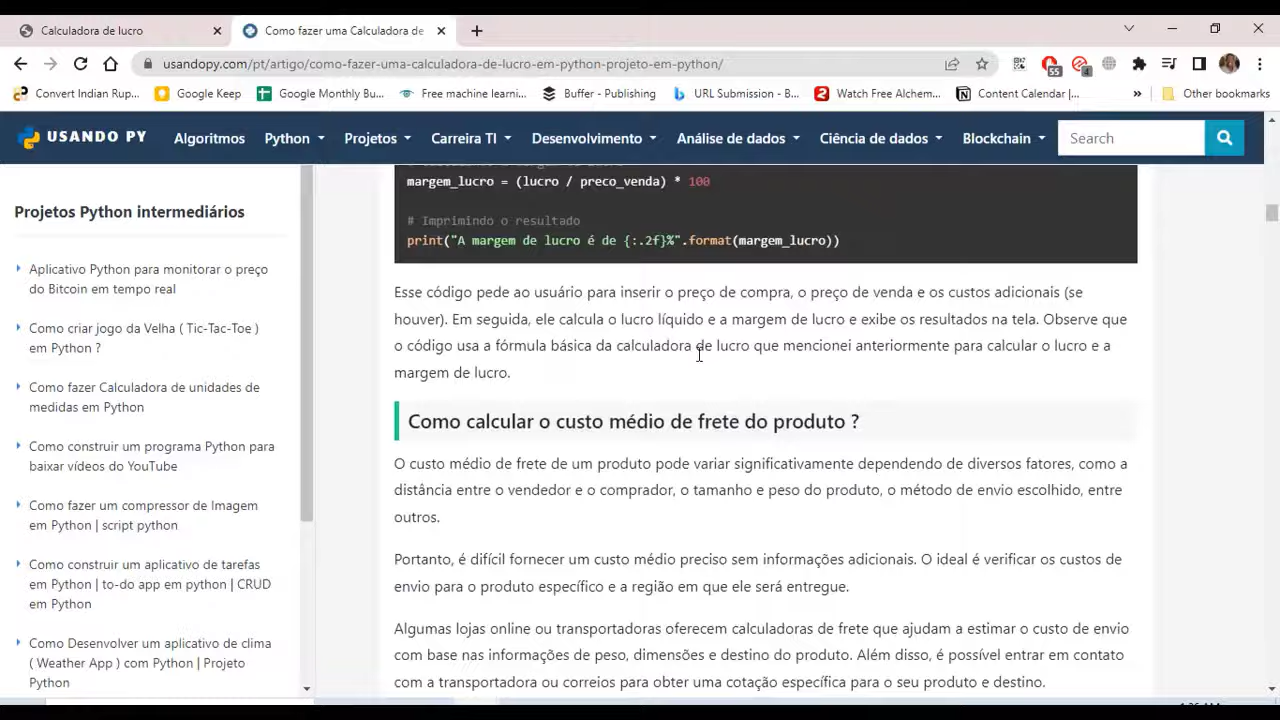 Calculadora de lucro
Como fazer uma Calculadora de
usandopy.com/pt/artigo/como-fazer-uma-calculadora-de-lucro-em-python-projeto-em-python/
55
4
Convert Indian Rup...
Google Keep
Google Monthly Bu...
Free machine learni...
Buffer - Publishing
URL Submission - B...
Watch Free Alchem...
Content Calendar |...
»
Other bookmarks
USANDO PY
Algoritmos
Python
Projetos
Carreira TI
Desenvolvimento
Análise de dados
Ciência de dados
Blockchain
Search
Projetos Python intermediários
Aplicativo Python para monitorar o preço
do Bitcoin em tempo real
Como criar jogo da Velha ( Tic-Tac-Toe )
em Python ?
Como fazer Calculadora de unidades de
medidas em Python
Como construir um programa Python para
baixar vídeos do YouTube
Como fazer um compressor de Imagem
em Python | script python
Como construir um aplicativo de tarefas
em Python | to-do app em python | CRUD
em Python
Como Desenvolver um aplicativo de clima
( Weather App ) com Python | Projeto
Python
margem_lucro = (lucro / preco_venda) * 100
# Imprimindo o resultado
print("A margem de lucro é de {:.2f}%".format(margem_lucro))
Esse código pede ao usuário para inserir o preço de compra, o preço de venda e os custos adicionais (se
houver). Em seguida, ele calcula o lucro líquido e a margem de lucro e exibe os resultados na tela. Observe que
o código usa a fórmula básica da calculadora de lucro que mencionei anteriormente para calcular o lucro e a
margem de lucro.
Como calcular o custo médio de frete do produto ?
O custo médio de frete de um produto pode variar significativamente dependendo de diversos fatores, como a
distância entre o vendedor e o comprador, o tamanho e peso do produto, o método de envio escolhido, entre
outros.
Portanto, é difícil fornecer um custo médio preciso sem informações adicionais. O ideal é verificar os custos de
envio para o produto específico e a região em que ele será entregue.
Algumas lojas online ou transportadoras oferecem calculadoras de frete que ajudam a estimar o custo de envio
com base nas informações de peso, dimensões e destino do produto. Além disso, é possível entrar em contato
com a transportadora ou correios para obter uma cotação específica para o seu produto e destino.